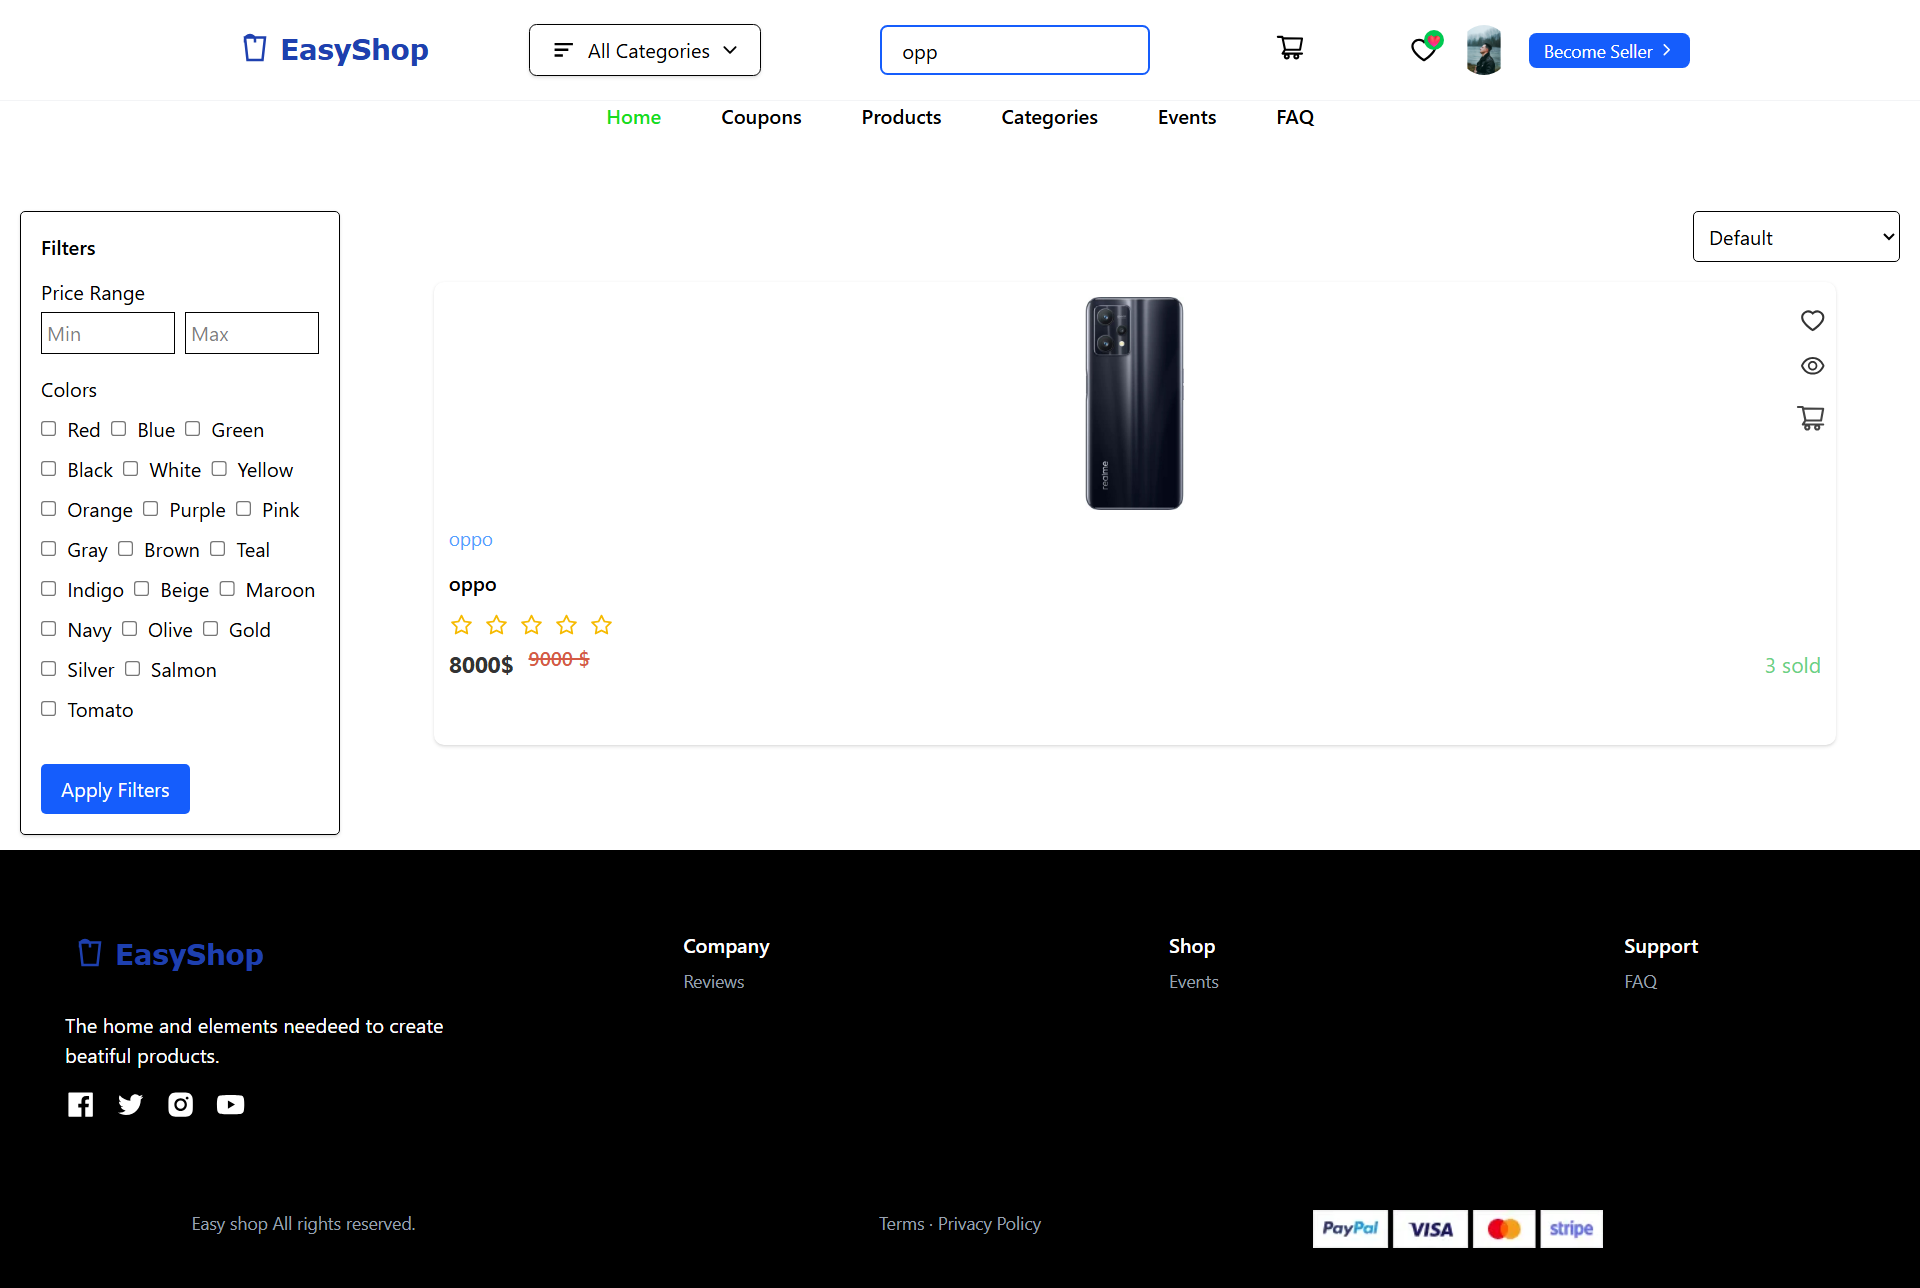 EasyShop
All Categories
opp
Become Seller
Home Coupons Products Categories Events FAQ
Filters
Default
Price Range
Min Max
Colors
Red Blue Green
Black White Yellow
Orange Purple Pink
Gray Brown Teal
Indigo Beige Maroon
Navy Olive Gold
Silver Salmon
Tomato
Apply Filters
realme
oppo
oppo
8000$ 9000 $
3 sold
EasyShop
The home and elements needeed to create
beatiful products.
Company
Reviews
Shop
Events
Support
FAQ
Easy shop All rights reserved.
Terms · Privacy Policy
PayPal VISA stripe